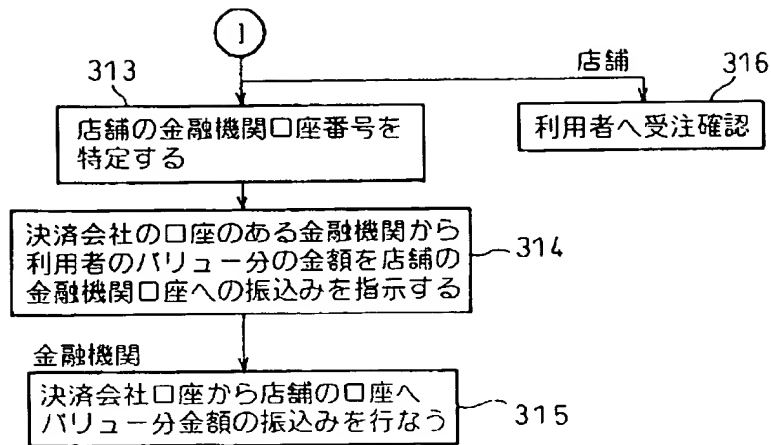 1
店舗
313
316
店舗の金融機関口座番号を
特定する
利用者へ受注確認
決済会社の口座のある金融機関から
利用者のバリュー分の金額を店舗の
金融機関口座への振込みを指示する
314
金融機関
決済会社口座から店舗の口座へ
バリュー分金額の振込みを行なう
315